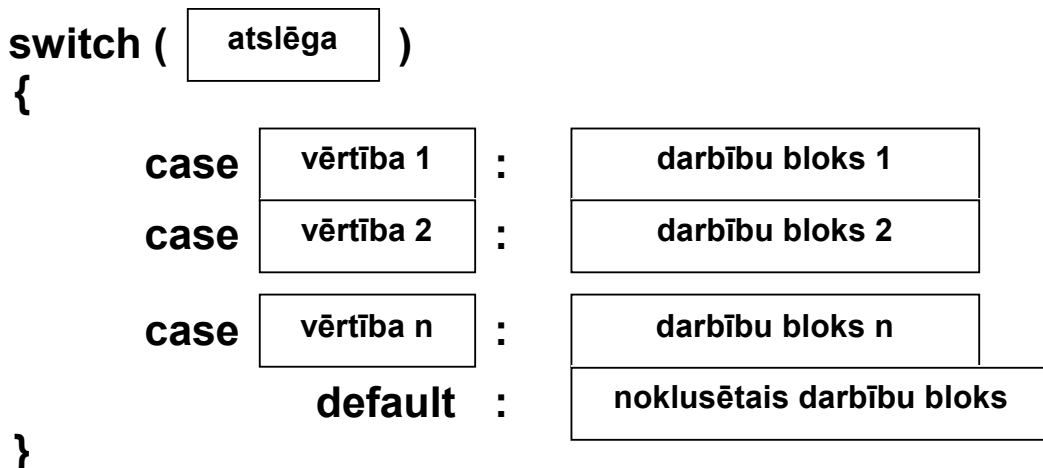 switch ( atslēga )
{
case vērtība 1 : darbību bloks 1
case vērtība 2 : darbību bloks 2
case vērtība n : darbību bloks n
default : noklusētais darbību bloks
}